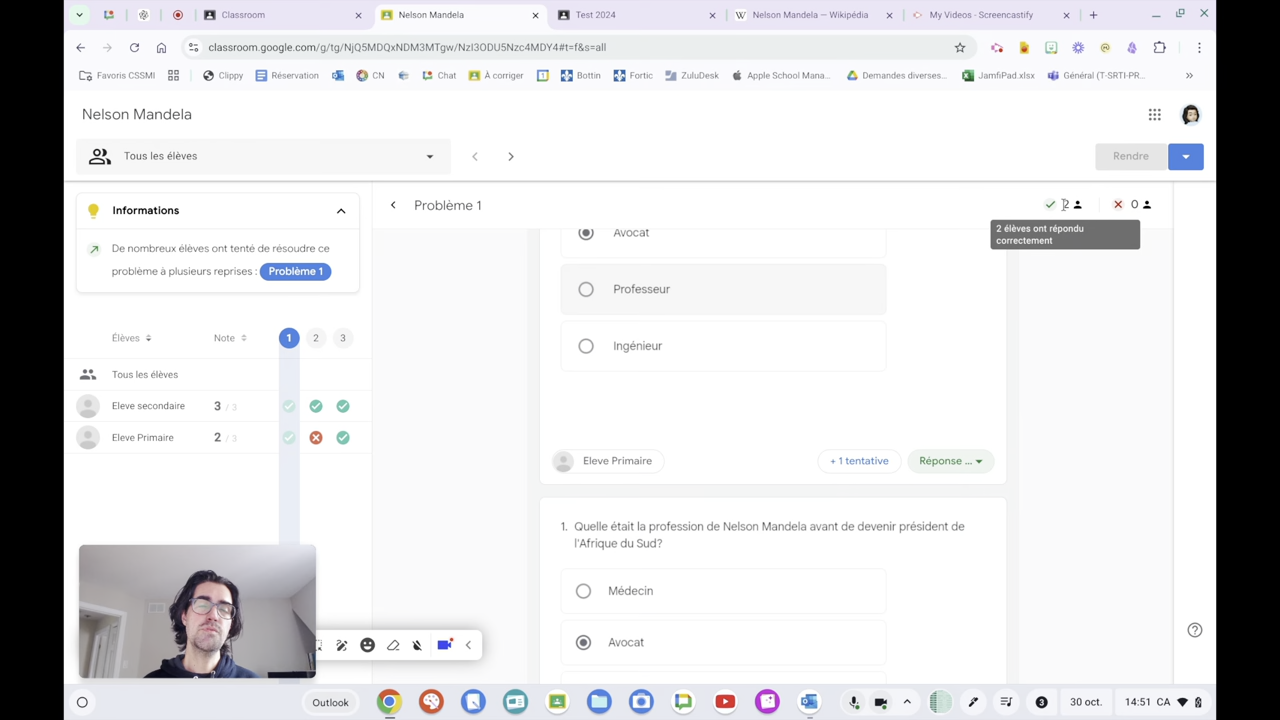 Classroom
Nelson Mandela
Test 2024
Nelson Mandela — Wikipédia
My Videos - Screencastify
classroom.google.com/g/tg/NjQ5MDQxNDM3MTgw/NzI3ODU5Nzc4MDY4#t=f&s=all
Favoris CSSMI
Clippy
Réservation
CN
Chat
À corriger
Bottin
Fortic
ZuluDesk
Apple School Mana...
Demandes diverses...
JamfiPad.xlsx
Général (T-SRTI-PR...
Nelson Mandela
Tous les élèves
Rendre
Informations
De nombreux élèves ont tenté de résoudre ce
problème à plusieurs reprises : Problème 1
Problème 1
2
0
2 élèves ont répondu
correctement
Élèves
Note
1
2
3
Tous les élèves
Eleve secondaire
3 / 3
Eleve Primaire
2 / 3
Avocat
Professeur
Ingénieur
Eleve Primaire
+ 1 tentative
Réponse ...
1. Quelle était la profession de Nelson Mandela avant de devenir président de
l'Afrique du Sud?
Médecin
Avocat
Outlook
3
30 oct.
14:51 CA